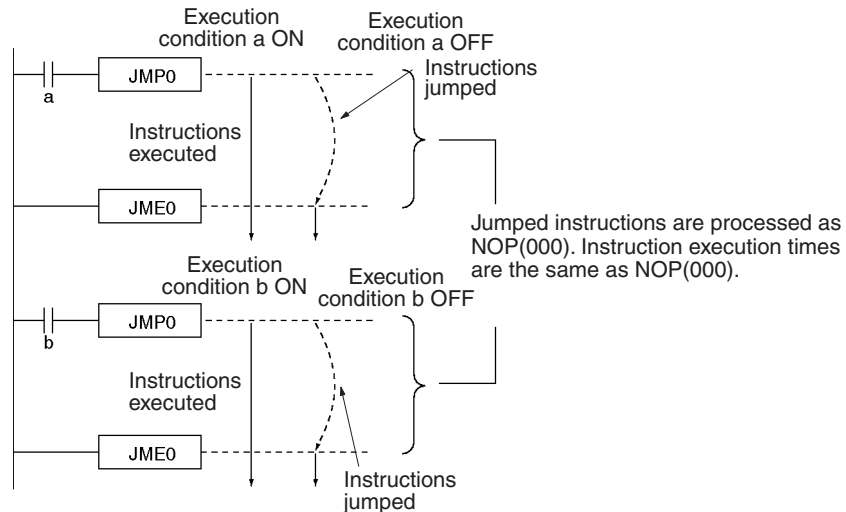 Execution
condition a ON
Execution
condition a OFF
JMP0
a
Instructions
jumped
Instructions
executed
JME0
Jumped instructions are processed as
NOP(000). Instruction execution times
are the same as NOP(000).
Execution
condition b ON
Execution
condition b OFF
JMP0
b
Instructions
executed
JME0
Instructions
jumped